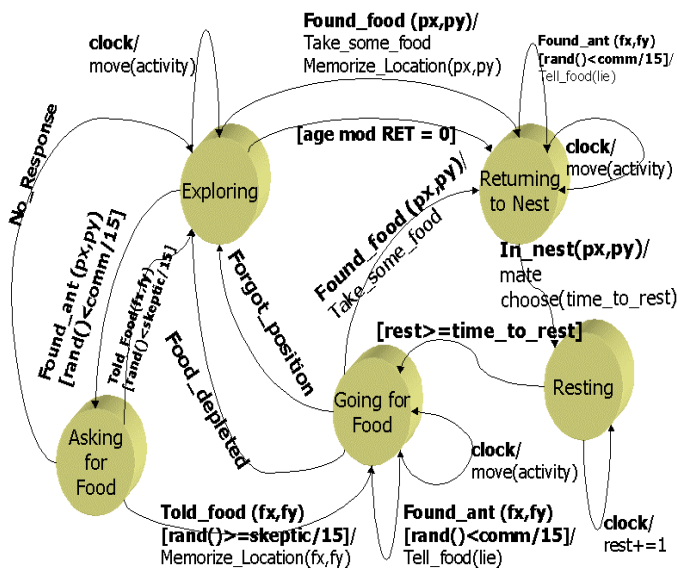 Found_food (px,py)/
Take_some_food
Memorize_Location(px,py)
clock/
move(activity)
Found_ant (fx,fy)
[rand()<comm/15]/
Tell_food(lie)
[age mod RET = 0]
clock/
move(activity)
Exploring
Returning
to Nest
No_Response
Found_ant (px,py)
[rand()<comm/15]
Told_Food(fx,fy)
[rand()<skeptic/15]
Forgot_position
Food_depleted
Found_food (px,py)/
Take_some_food
In_nest(px,py)/
mate
choose(time_to_rest)
[rest>=time_to_rest]
Resting
Going for
Food
Asking
for
Food
clock/
move(activity)
Told_food (fx,fy)
[rand()>=skeptic/15]/
Memorize_Location(fx,fy)
Found_ant (fx,fy)
[rand()<comm/15]/
Tell_food(lie)
clock/
rest+=1